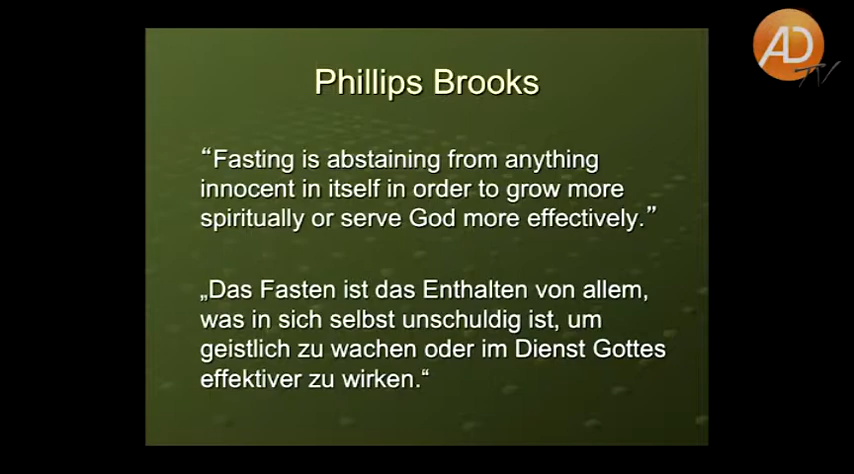 AD
TV
Phillips Brooks
“Fasting is abstaining from anything
innocent in itself in order to grow more
spiritually or serve God more effectively.”
„Das Fasten ist das Enthalten von allem,
was in sich selbst unschuldig ist, um
geistlich zu wachen oder im Dienst Gottes
effektiver zu wirken.“